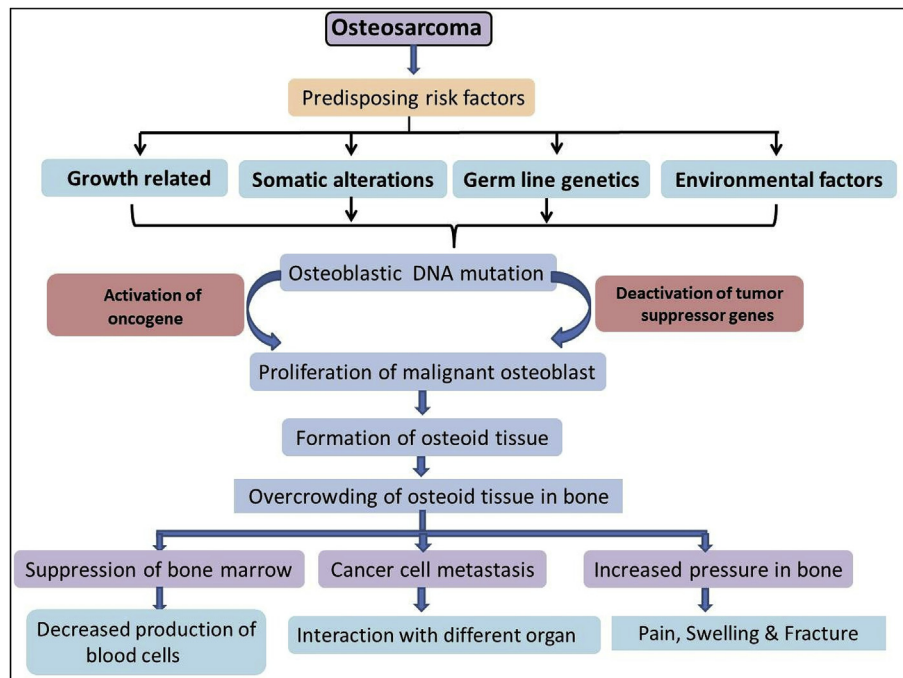 Osteosarcoma
Predisposing risk factors
Growth related
Somatic alterations
Germ line genetics
Environmental factors
Osteoblastic DNA mutation
Activation of
oncogene
Deactivation of tumor
suppressor genes
Proliferation of malignant osteoblast
Formation of osteoid tissue
Overcrowding of osteoid tissue in bone
Suppression of bone marrow
Cancer cell metastasis
Increased pressure in bone
Decreased production of
blood cells
Interaction with different organ
Pain, Swelling & Fracture